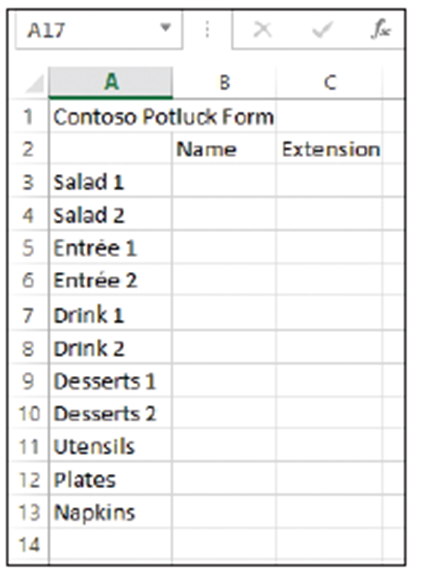 A17 fx
A B C
1 Contoso Potluck Form
2 Name Extension
3 Salad 1
4 Salad 2
5 Entrée 1
6 Entrée 2
7 Drink 1
8 Drink 2
9 Desserts 1
10 Desserts 2
11 Utensils
12 Plates
13 Napkins
14